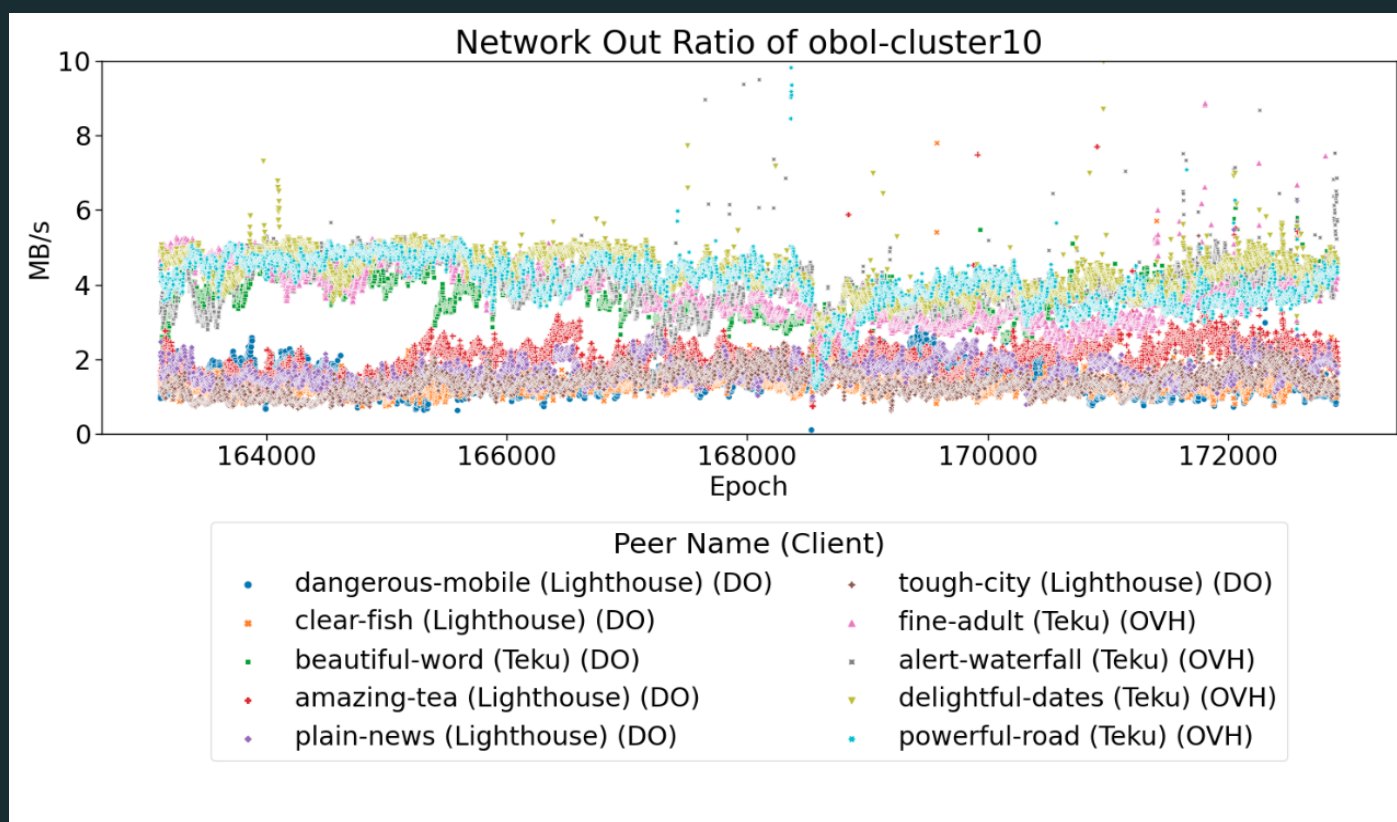 Network Out Ratio of obol-cluster10
10
8
6
4
2
0
MB/s
164000 166000 168000 170000 172000
Epoch
Peer Name (Client)
dangerous-mobile (Lighthouse) (DO)
clear-fish (Lighthouse) (DO)
beautiful-word (Teku) (DO)
amazing-tea (Lighthouse) (DO)
plain-news (Lighthouse) (DO)
tough-city (Lighthouse) (DO)
fine-adult (Teku) (OVH)
alert-waterfall (Teku) (OVH)
delightful-dates (Teku) (OVH)
powerful-road (Teku) (OVH)